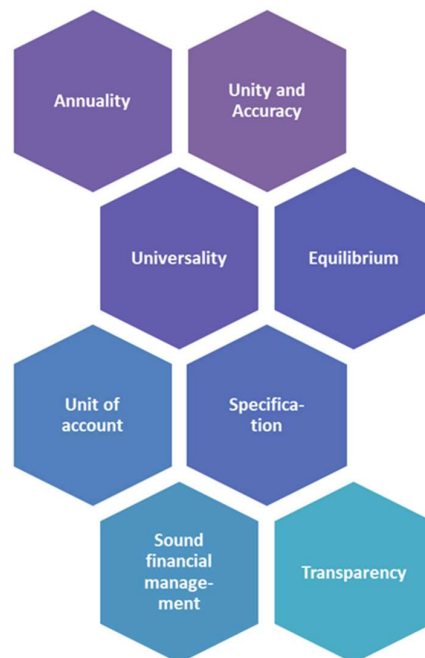 Annuality
Unity and
Accuracy
Universality
Equilibrium
Unit of
account
Specifica-
tion
Sound
financial
manage-
ment
Transparency